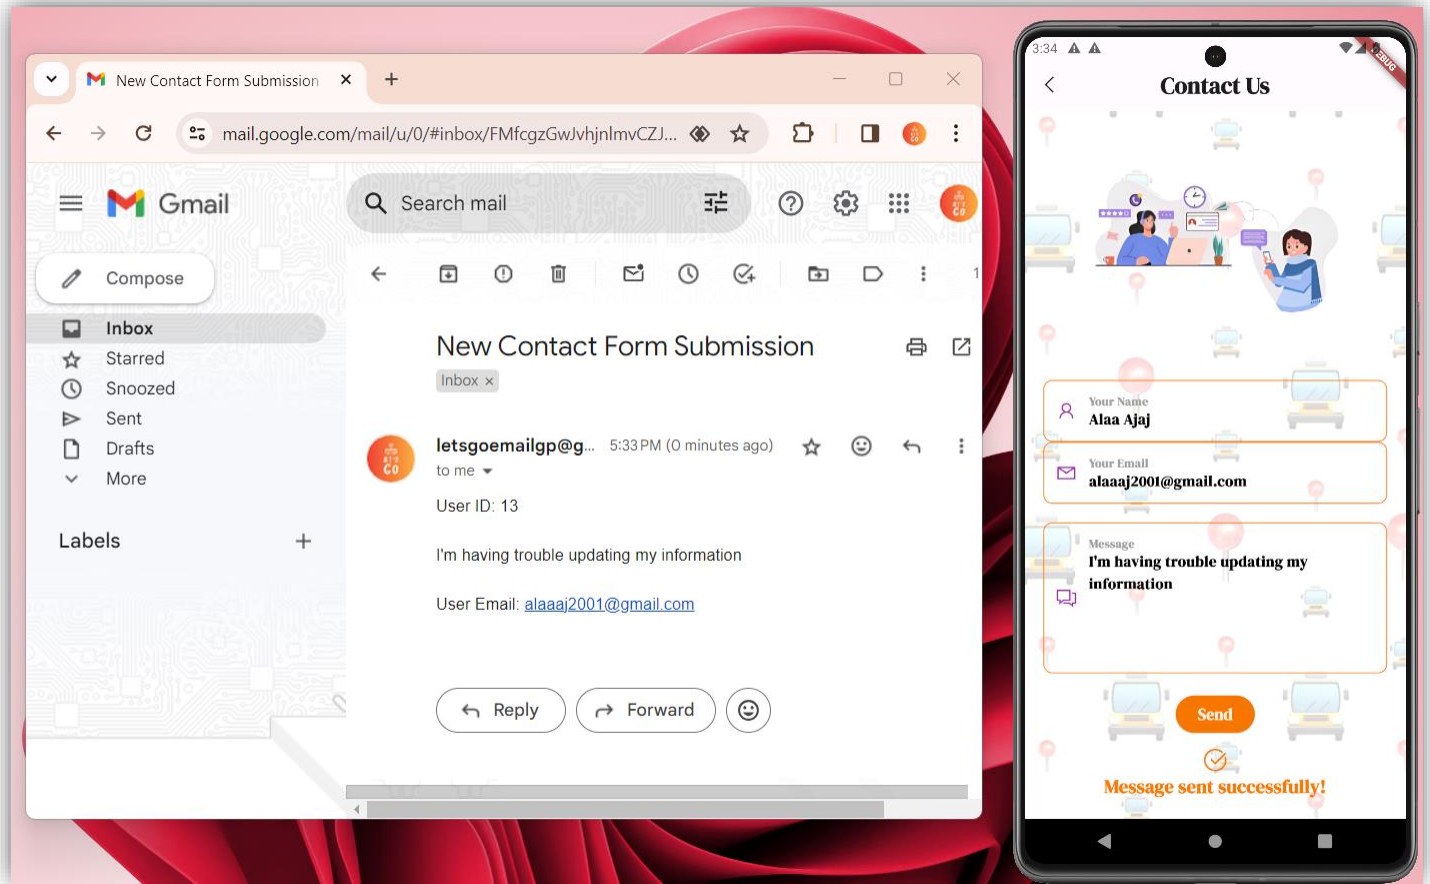 New Contact Form Submission
mail.google.com/mail/u/0/#inbox/FMfcgzGwJvhjnlmvCZJ...
Gmail
Search mail
Compose
Inbox
Starred
Snoozed
Sent
Drafts
More
Labels
1
New Contact Form Submission
Inbox ×
letsgoemailgp@g... 5:33 PM (0 minutes ago)
to me
User ID: 13
I'm having trouble updating my information
User Email: alaaaj2001@gmail.com
Reply
Forward
3:34
DEBUG
Contact Us
Your Name
Alaa Ajaj
Your Email
alaaaj2001@gmail.com
Message
I'm having trouble updating my
information
Send
Message sent successfully!